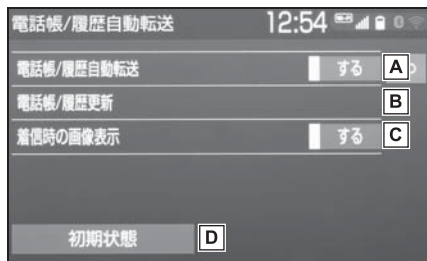 電話帳/履歴自動転送 12:54
電話帳/履歴自動転送 する A
電話帳/履歴更新 B
着信時の画像表示 する C
初期状態 D